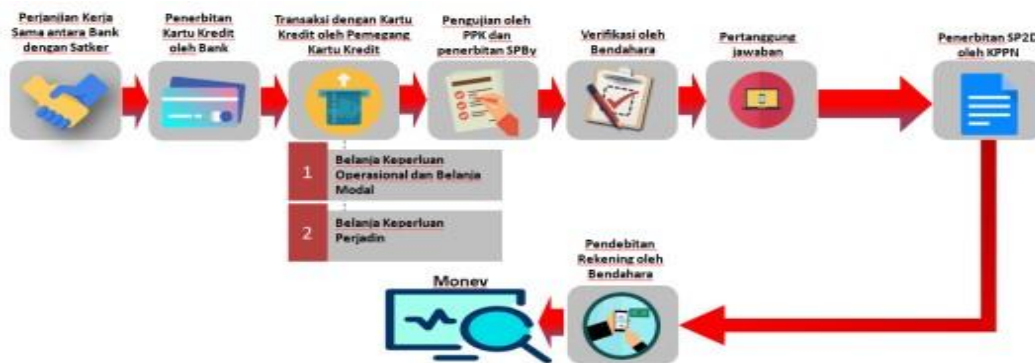 Perjanjian Kerja
Sama antara Bank
dengan Satker
Penerbitan
Kartu Kredit
oleh Bank
Transaksi dengan Kartu
Kredit oleh Pemegang
Kartu Kredit
Pengujian oleh
PPK dan
penerbitan SPBy
Verifikasi oleh
Bendahara
Pertanggung
jawaban
Penerbitan SP2D
oleh KPPN
1
Belanja Keperluan
Operasional dan Belanja
Modal
2
Belanja Keperluan
Perjadin
Pendebitan
Rekening oleh
Bendahara
Monev